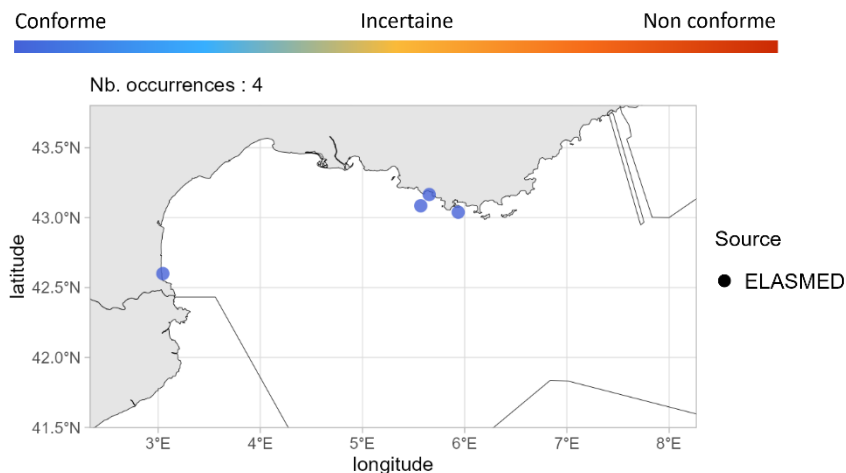 Conforme Incertaine Non conforme
Nb. occurrences : 4
43.5°N
43.0°N
42.5°N
42.0°N
41.5°N
latitude
3°E 4°E 5°E 6°E 7°E 8°E
longitude
Source
ELASMED